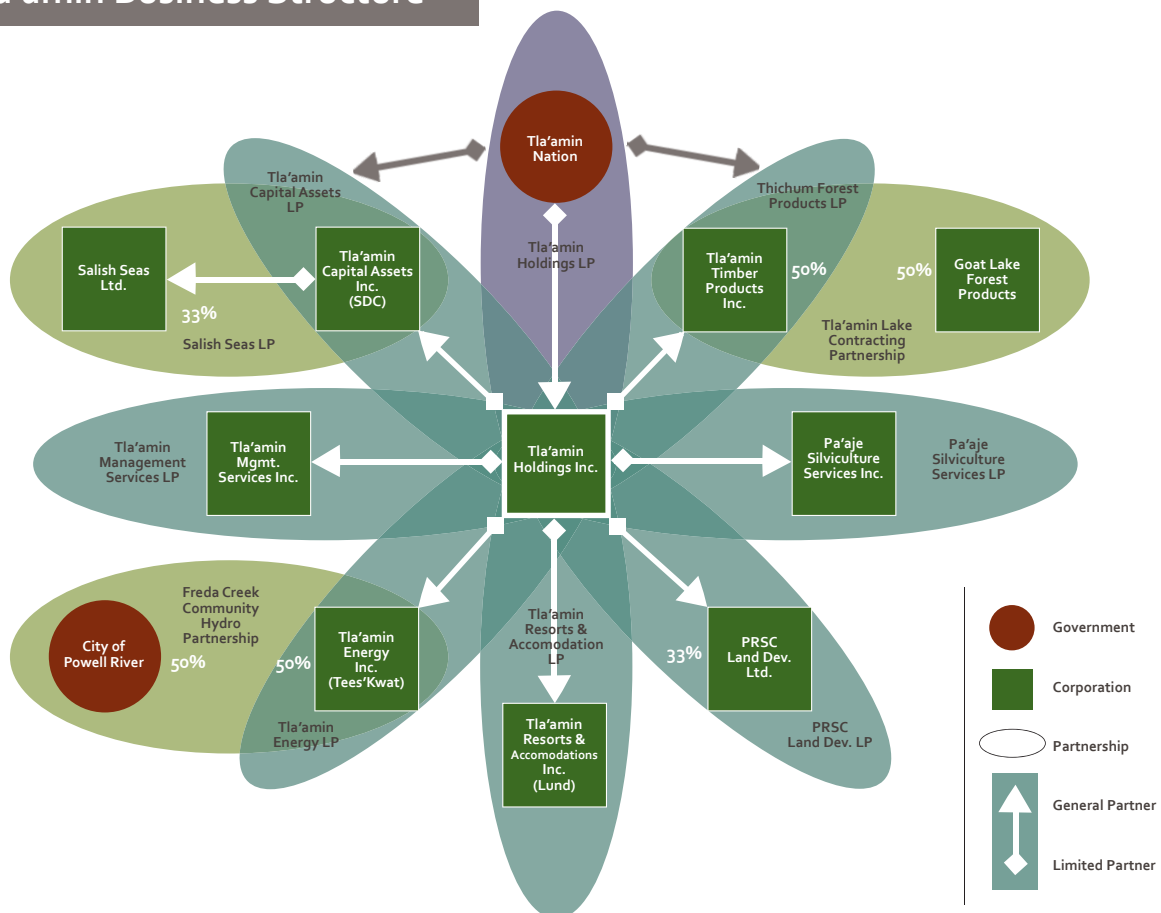 a'amin Business Structure
Tla'amin
Nation
Tla'amin
Capital Assets
LP
Thichum Forest
Products LP
Tla'amin
Holdings LP
Salish Seas
Ltd.
Tla'amin
Capital Assets
Inc.
(SDC)
33%
Salish Seas LP
Tla'amin
Timber
Products
Inc.
50%
50%
Goat Lake
Forest
Products
Tla'amin Lake
Contracting
Partnership
Tla'amin
Management
Services LP
Tla'amin
Mgmt.
Services Inc.
Tla'amin
Holdings Inc.
Pa'aje
Silviculture
Services Inc.
Pa'aje
Silviculture
Services LP
City of
Powell River
Freda Creek
Community
Hydro
Partnership
50%
50%
Tla'amin
Energy
Inc.
(Tees'Kwat)
Tla'amin
Energy LP
Tla'amin
Resorts &
Accomodation
LP
Tla'amin
Resorts &
Accomodations
Inc.
(Lund)
33%
PRSC
Land Dev.
Ltd.
PRSC
Land Dev. LP
Government
Corporation
Partnership
General Partner
Limited Partner